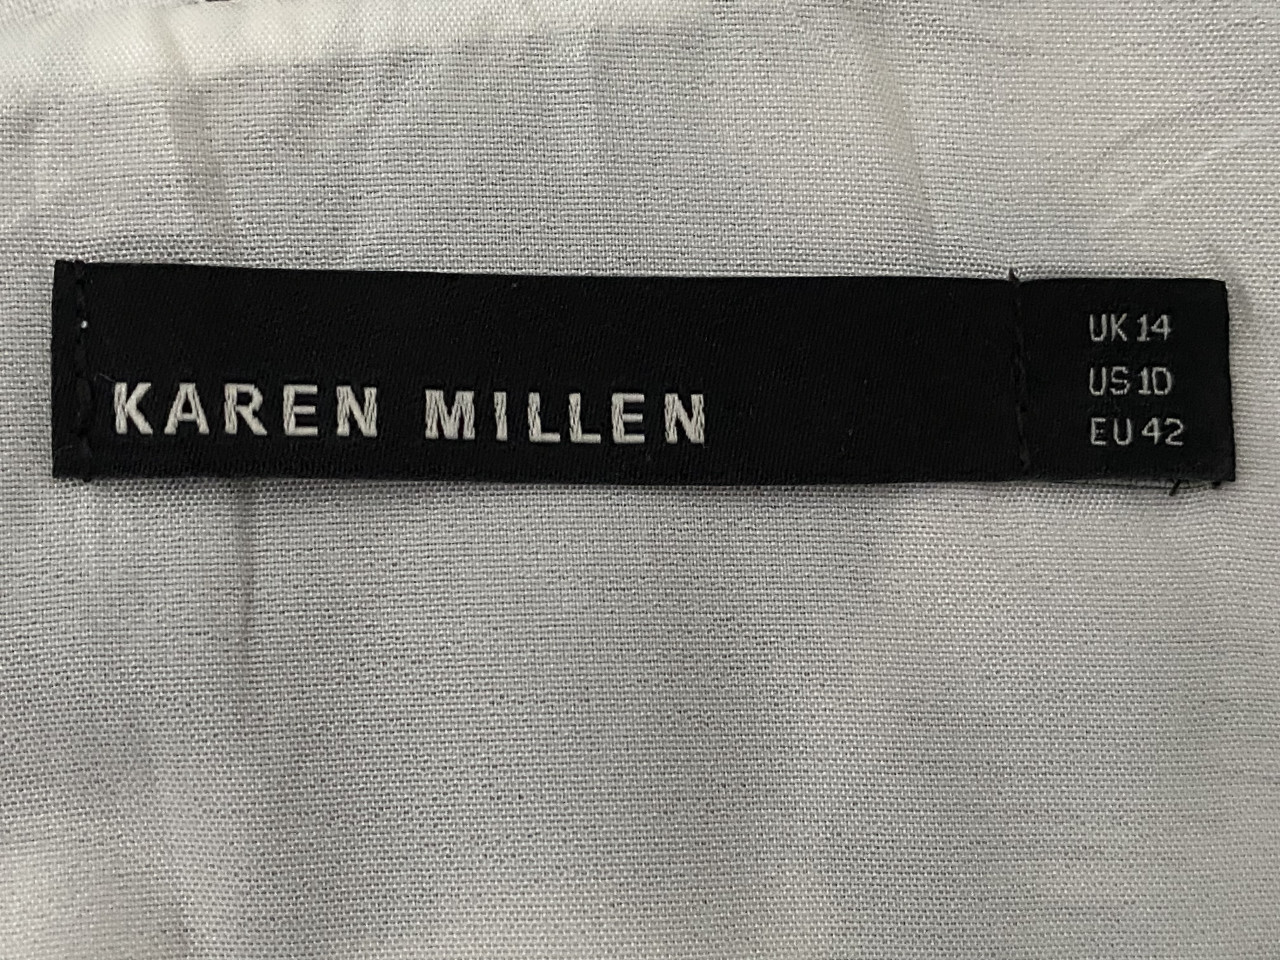 KAREN MILLEN
UK 14
US 10
EU 42